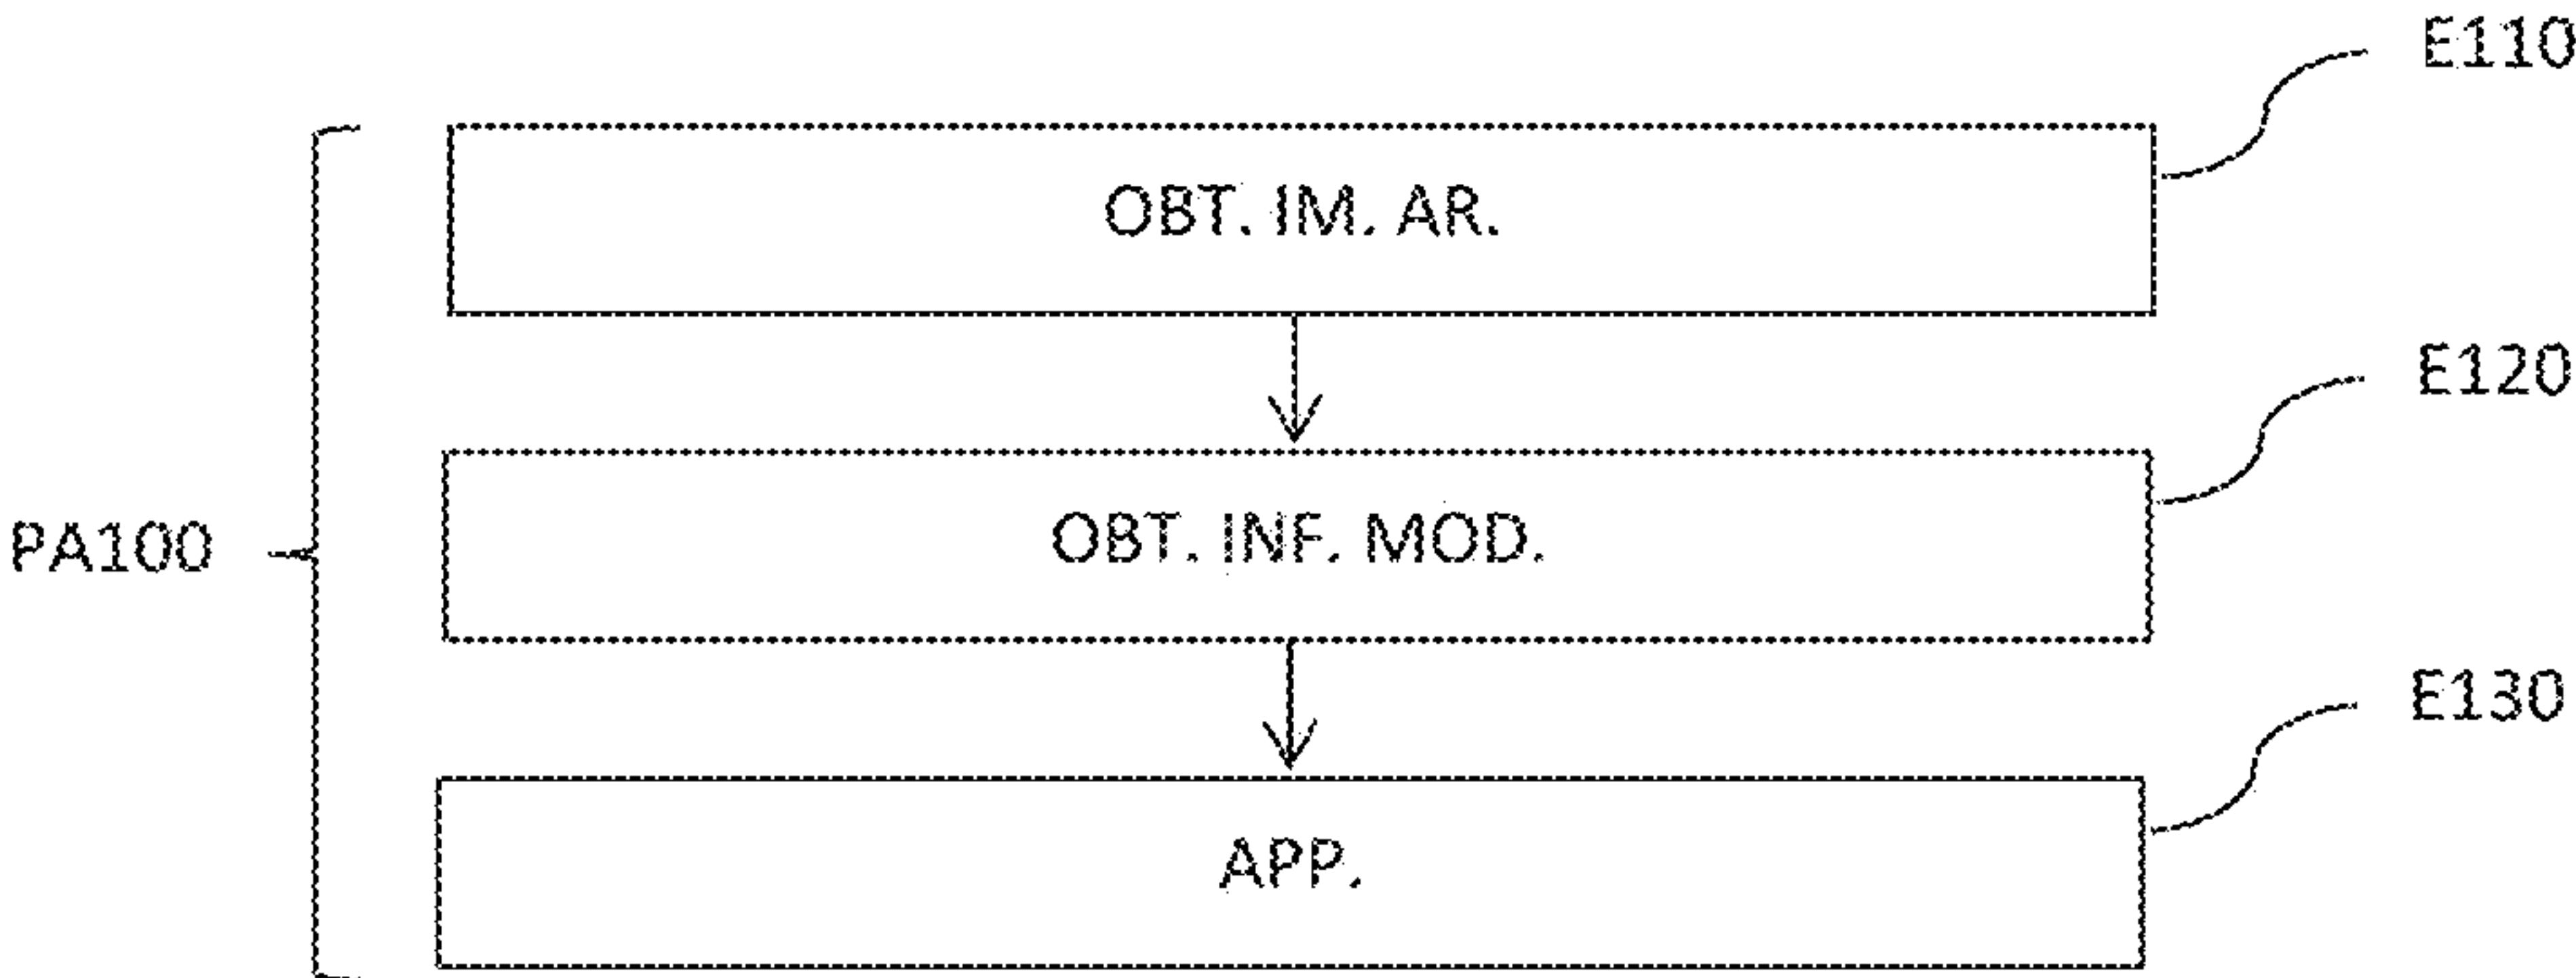 E110
OBT. IM. AR.
E120
OBT. INF. MOD.
PA100
E130
APP.